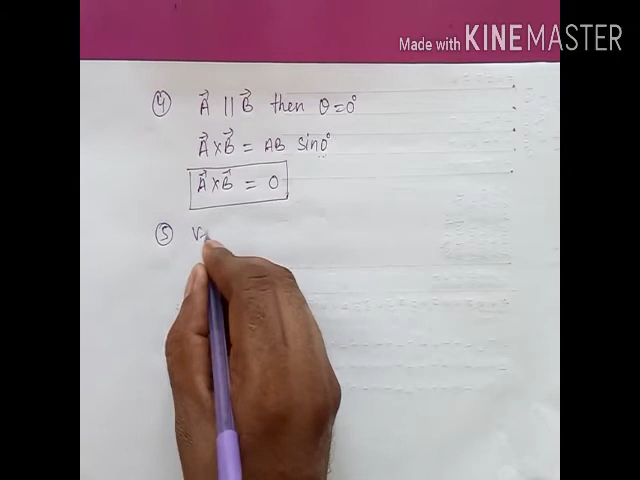 Made with KINEMASTER
④ A⃗ || B⃗ then θ=0°
A⃗ × B⃗ = AB sin0°
A⃗ × B⃗ = 0
⑤